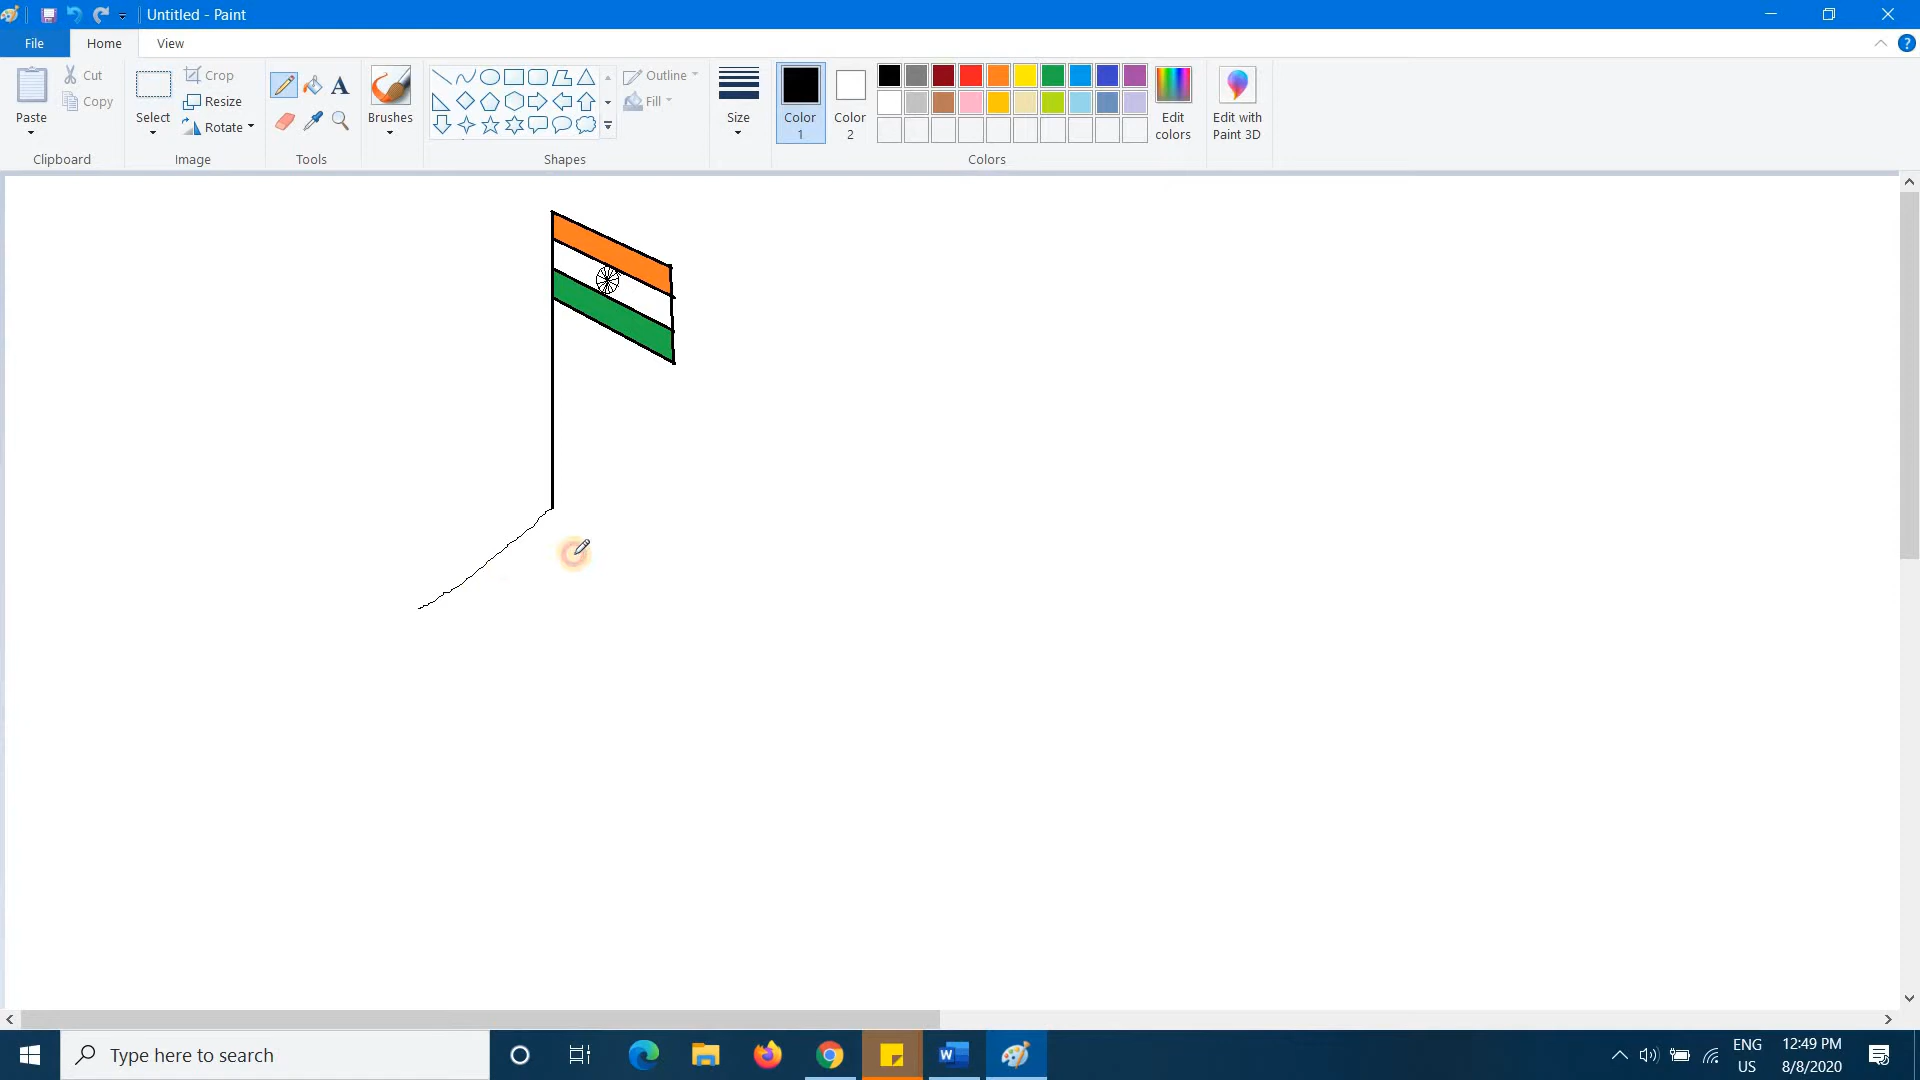 Untitled - Paint
File Home View
Paste
Cut
Copy
Clipboard
Select
Crop
Resize
Rotate
Image
A
Tools
Brushes
Outline
Fill
Shapes
Size
Color 1
Color 2
Edit colors
Colors
Edit with Paint 3D
?
Type here to search
W
ENG
US
12:49 PM
8/8/2020